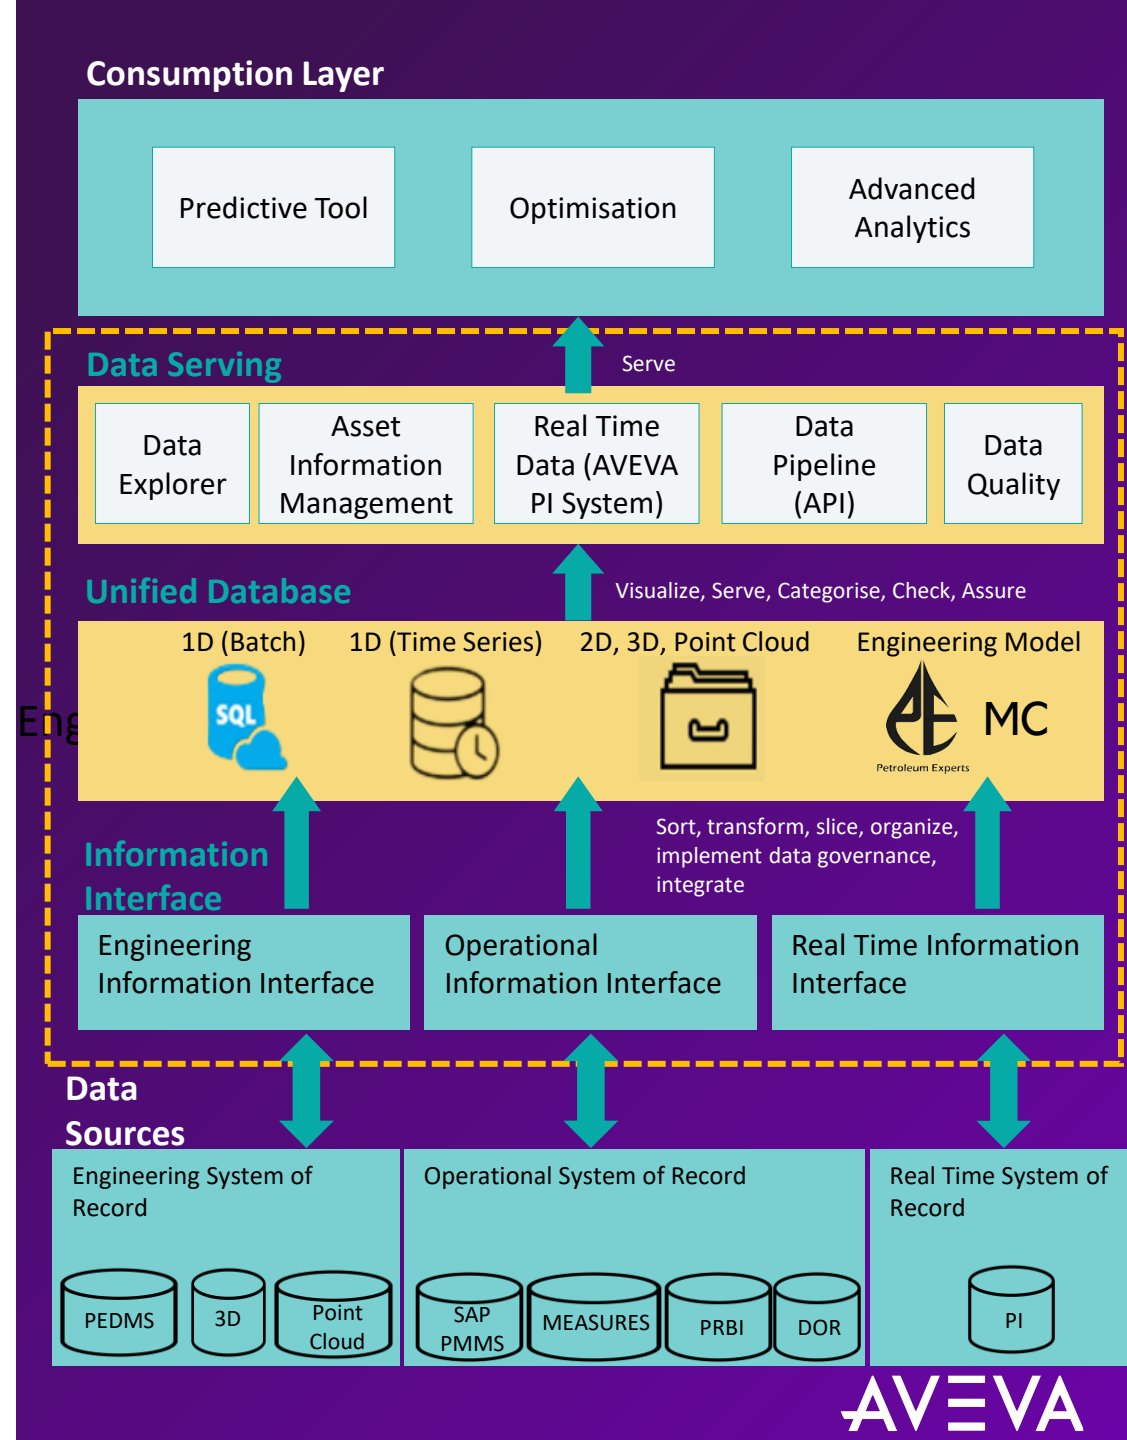 Consumption Layer
Predictive Tool
Optimisation
Advanced
Analytics
Data Serving
Serve
Data
Explorer
Asset
Information
Management
Real Time
Data (AVEVA
PI System)
Data
Pipeline
(API)
Data
Quality
Unified Database
Visualize, Serve, Categorise, Check, Assure
1D (Batch)
1D (Time Series)
2D, 3D, Point Cloud
Engineering Model
SQL
PE
Petroleum Experts
MC
Eng
Information
Interface
Sort, transform, slice, organize,
implement data governance,
integrate
Engineering
Information Interface
Operational
Information Interface
Real Time Information
Interface
Data
Sources
Engineering System of
Record
PEDMS
3D
Point
Cloud
Operational System of Record
SAP
PMMS
MEASURES
PRBI
DOR
Real Time System of
Record
PI
AVEVA